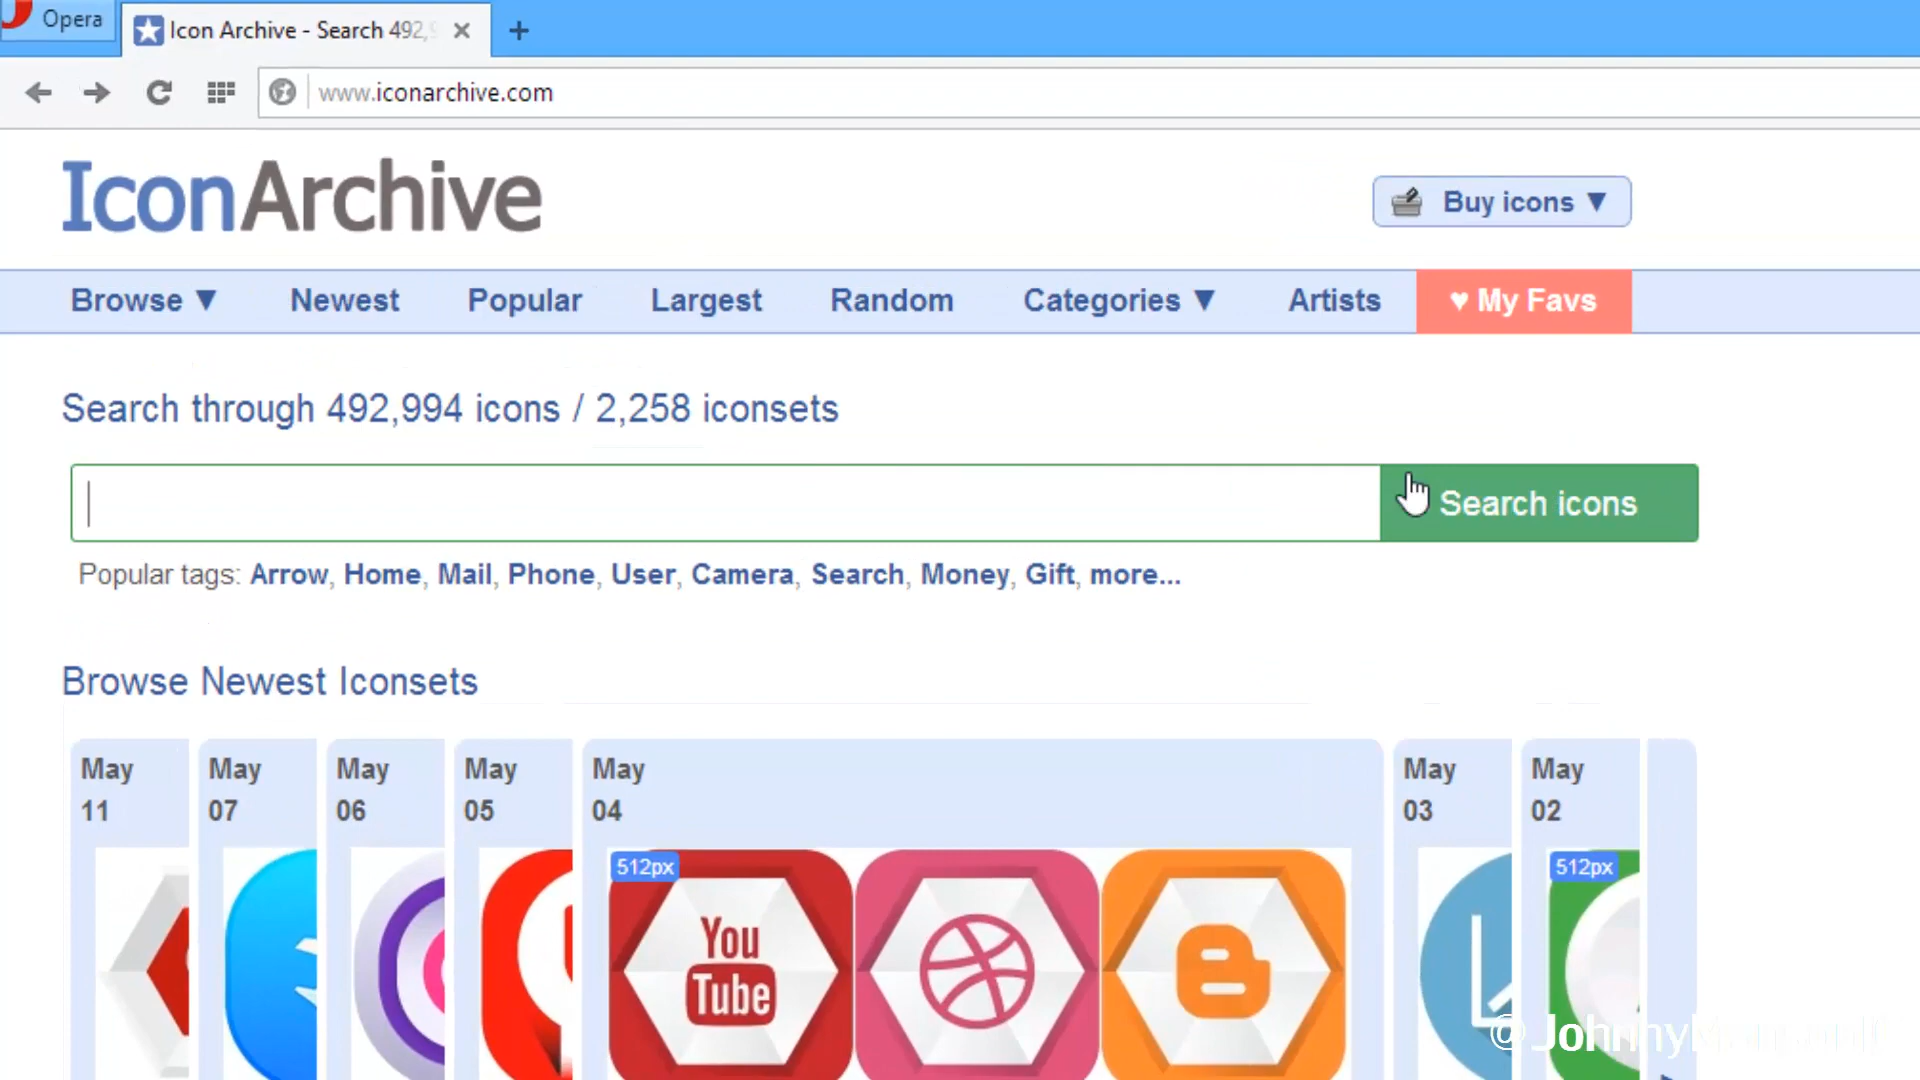 Opera
Icon Archive - Search 492,9
www.iconarchive.com
IconArchive
Buy icons ▼
Browse ▼ Newest Popular Largest Random Categories ▼ Artists ♥ My Favs
Search through 492,994 icons / 2,258 iconsets
Search icons
Popular tags: Arrow, Home, Mail, Phone, User, Camera, Search, Money, Gift, more...
Browse Newest Iconsets
May 11
May 07
May 06
May 05
May 04
May 03
May 02
512px
512px
You
Tube